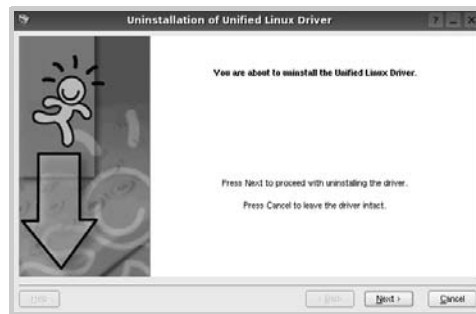 Uninstallation of Unified Linux Driver
You are about to uninstall the Unified Linux Driver.
Press Next to proceed with uninstalling the driver.
Press Cancel to leave the driver intact.
Help
< Back
Next >
Cancel